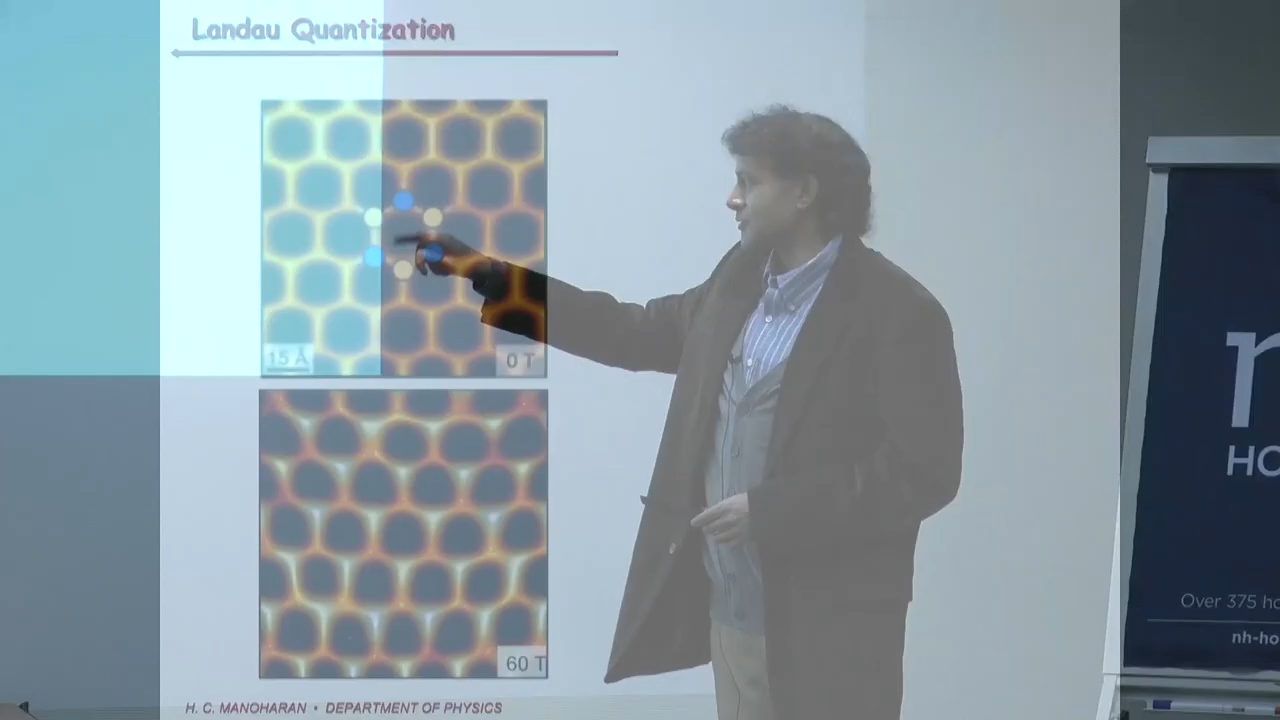 Landau Quantization
15 Å
0 T
60 T
H. C. MANOHARAN • DEPARTMENT OF PHYSICS
HO
Over 375 ho
nh-ho